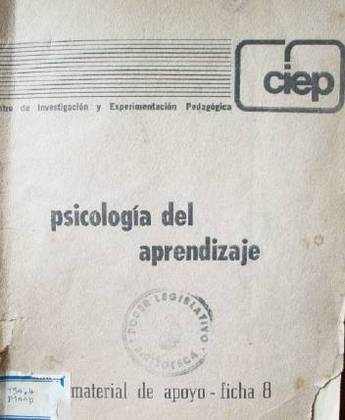 ciep
ntro de Investigación y Experimentación Pedagógica
psicología del
aprendizaje
PODER LEGISLATIVO
BIBLIOTECA
material de apoyo - ficha 8